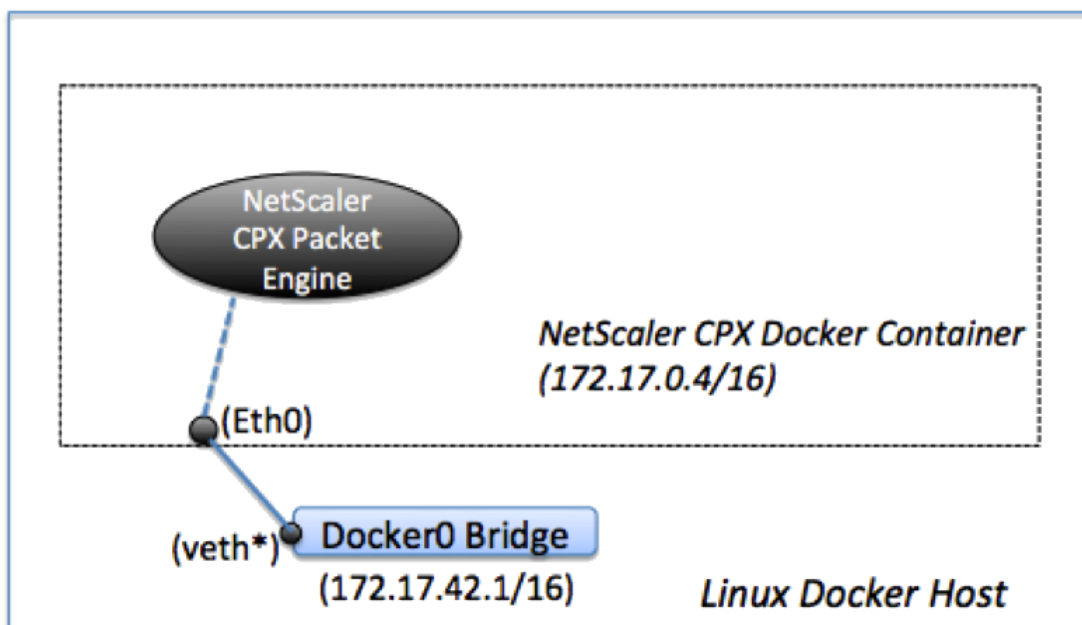 NetScaler
CPX Packet
Engine
NetScaler CPX Docker Container
(172.17.0.4/16)
(Eth0)
(veth*)
Docker0 Bridge
(172.17.42.1/16)
Linux Docker Host